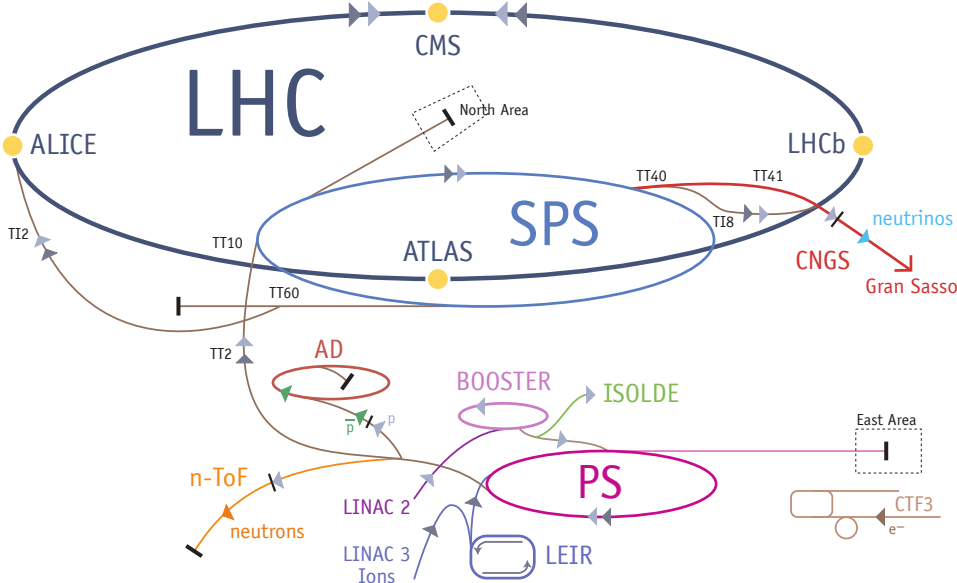 CMS
LHC
North Area
ALICE
LHCb
TT40
TT41
SPS
TI8
neutrinos
TI2
TT10
ATLAS
CNGS
Gran Sasso
TT60
TT2
AD
BOOSTER
ISOLDE
p
p̅
East Area
n-ToF
PS
LINAC 2
neutrons
CTF3
e⁻
LINAC 3
Ions
LEIR